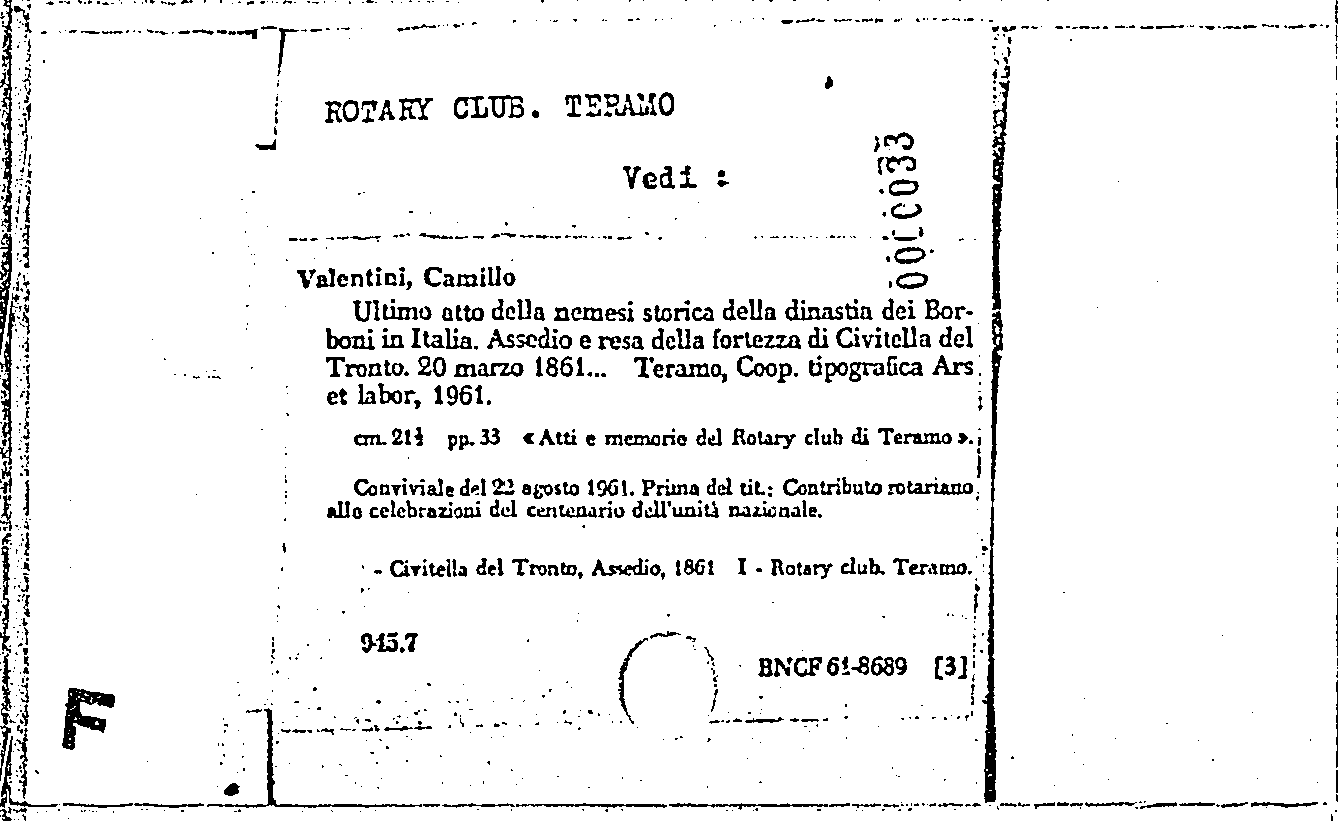 ROTARY CLUB. TERAMO
Vedi :
Valentini, Camillo
Ultimo atto della nemesi storica della dinastia dei Bor-
boni in Italia. Assedio e resa della fortezza di Civitella del
Tronto. 20 marzo 1861... Teramo, Coop. tipografica Ars
et labor, 1961.
cm. 21½ pp. 33 «Atti e memorie del Rotary club di Teramo».
Conviviale del 22 agosto 1961. Prima del tit.: Contributo rotariano
alle celebrazioni del centenario dell'unità nazionale.
- Civitella del Tronto, Assedio, 1861 I - Rotary club. Teramo.
945.7
BNCF 61-8689 [3]
F